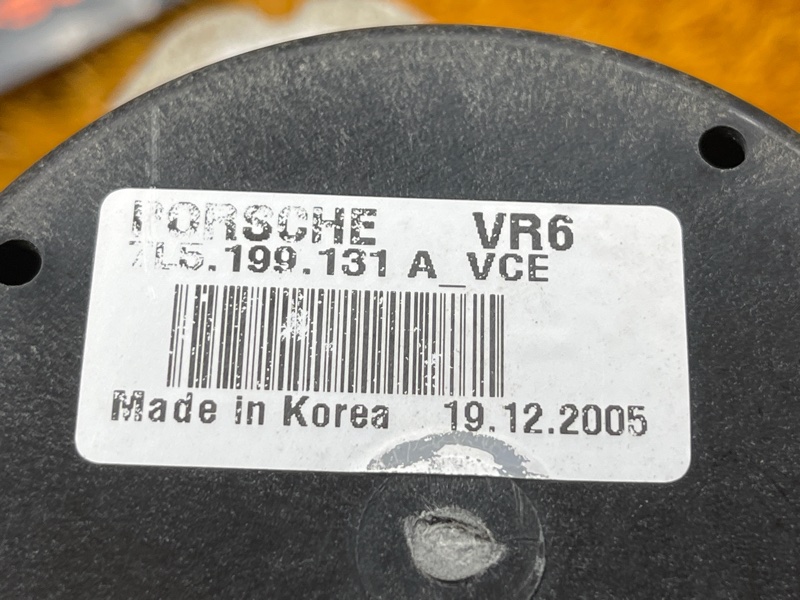 PORSCHE VR6
7L5.199.131 A_VCE
Made in Korea 19.12.2005